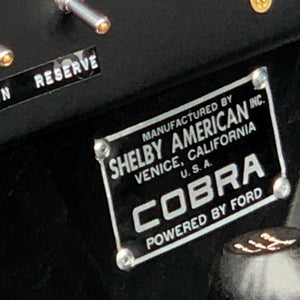 N RESERVE
MANUFACTURED BY
SHELBY AMERICAN INC.
VENICE, CALIFORNIA
U.S.A.
COBRA
POWERED BY FORD